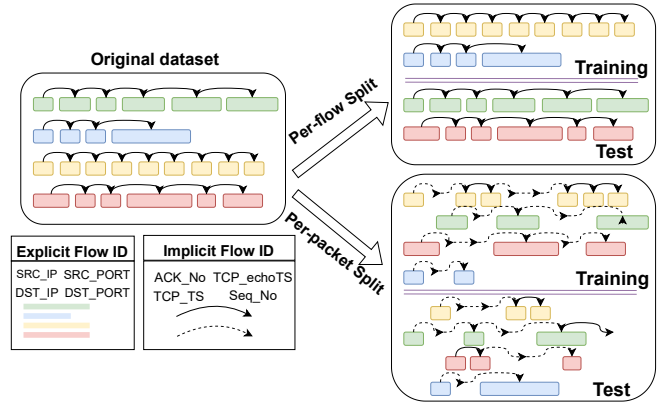 Original dataset
Per-flow Split
Training
Test
Per-packet Split
Training
Test
Explicit Flow ID
SRC_IP SRC_PORT
DST_IP DST_PORT
Implicit Flow ID
ACK_No TCP_echoTS
TCP_TS Seq_No